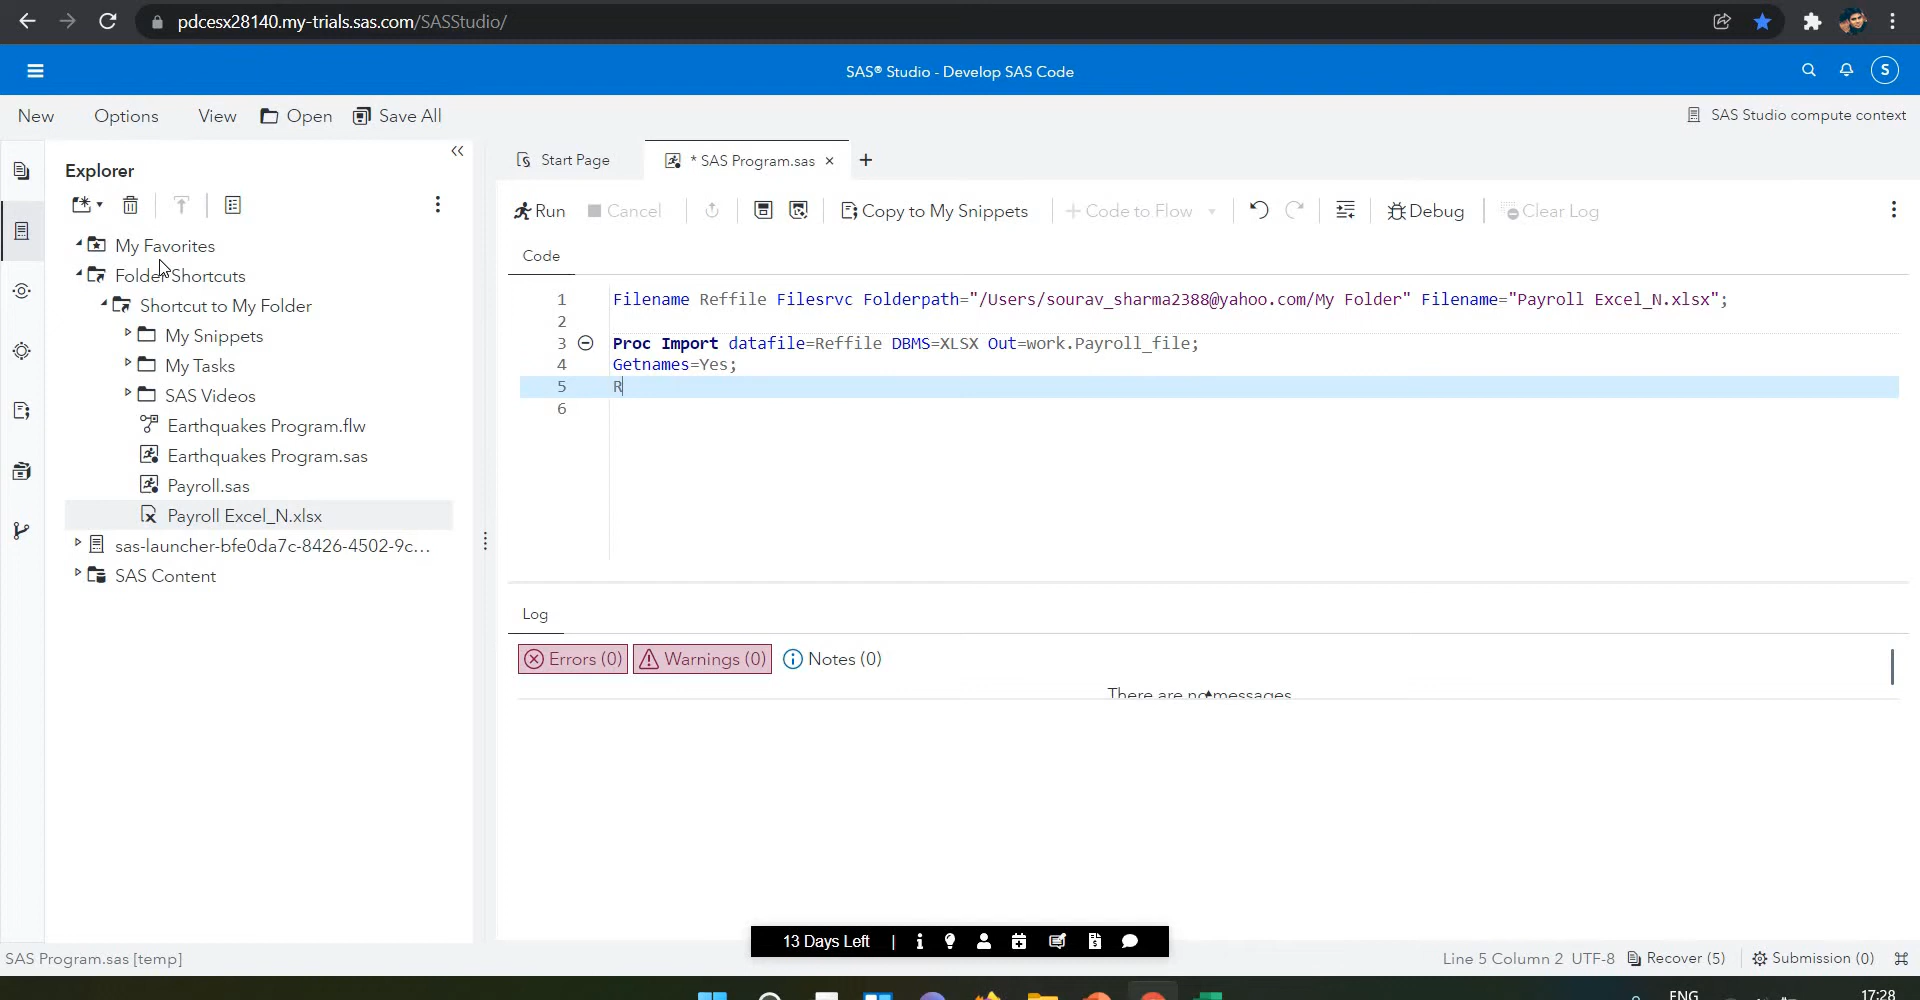 pdcesx28140.my-trials.sas.com/SASStudio/
SAS® Studio - Develop SAS Code
S
New Options View Open Save All
SAS Studio compute context
Explorer
My Favorites
Folder Shortcuts
Shortcut to My Folder
My Snippets
My Tasks
SAS Videos
Earthquakes Program.flw
Earthquakes Program.sas
Payroll.sas
Payroll Excel_N.xlsx
sas-launcher-bfe0da7c-8426-4502-9c...
SAS Content
Start Page
* SAS Program.sas
Run Cancel Copy to My Snippets Code to Flow Debug Clear Log
Code
1 Filename Reffile Filesrvc Folderpath="/Users/sourav_sharma2388@yahoo.com/My Folder" Filename="Payroll Excel_N.xlsx";
2
3 Proc Import datafile=Reffile DBMS=XLSX Out=work.Payroll_file;
4 Getnames=Yes;
5 R
6
Log
Errors (0) Warnings (0) Notes (0)
There are no messages
13 Days Left
SAS Program.sas [temp]
Line 5 Column 2 UTF-8 Recover (5) Submission (0)
ENG
17:28